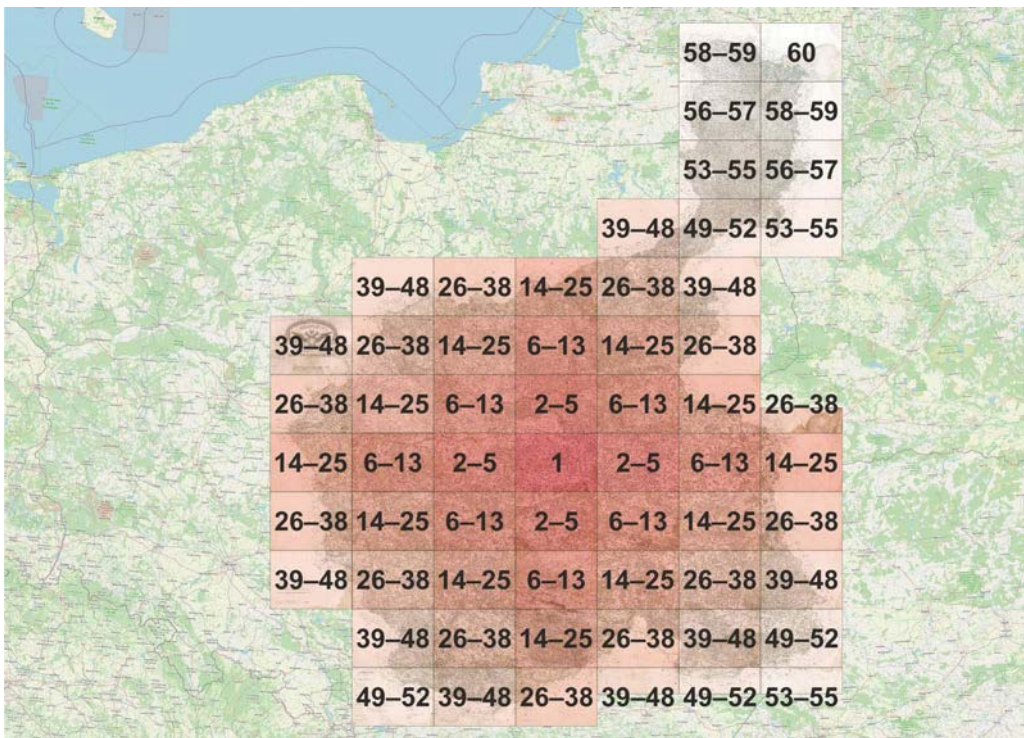 58–59 60
56–57 58–59
53–55 56–57
39–48 49–52 53–55
39–48 26–38 14–25 26–38 39–48
39–48 26–38 14–25 6–13 14–25 26–38
26–38 14–25 6–13 2–5 6–13 14–25 26–38
14–25 6–13 2–5 1 2–5 6–13 14–25
26–38 14–25 6–13 2–5 6–13 14–25 26–38
39–48 26–38 14–25 6–13 14–25 26–38 39–48
39–48 26–38 14–25 26–38 39–48 49–52
49–52 39–48 26–38 39–48 49–52 53–55